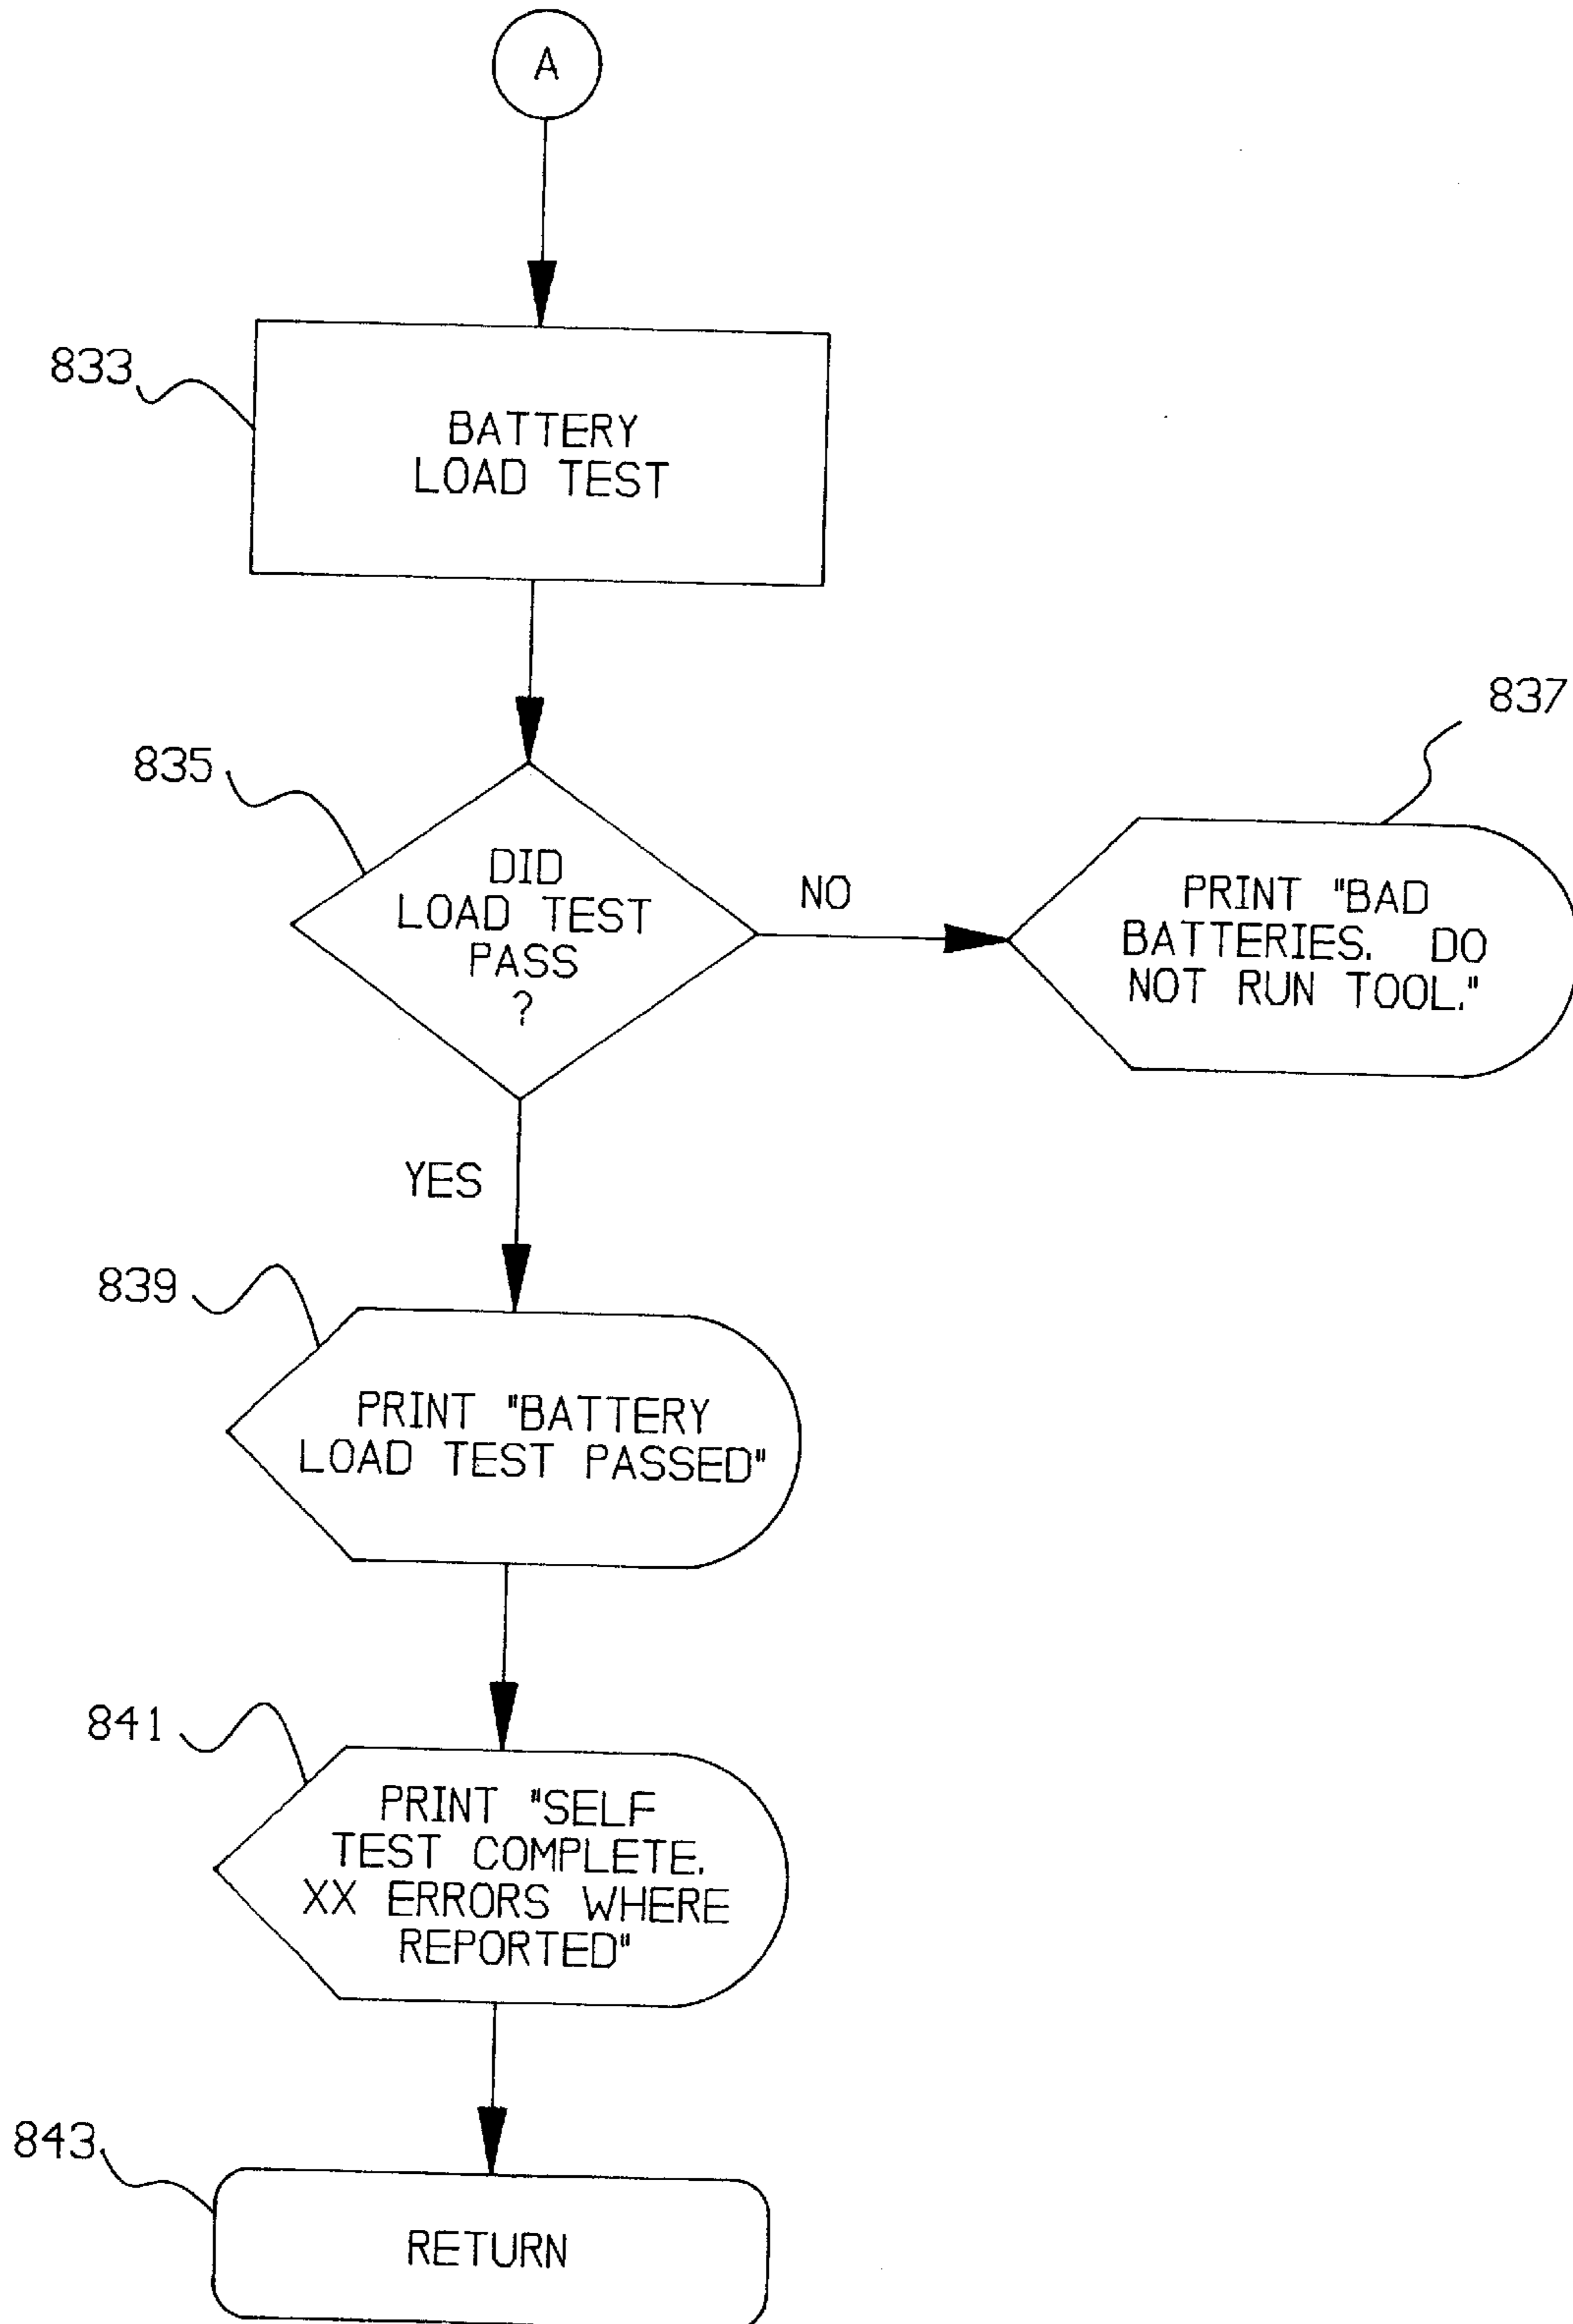 A
833
BATTERY
LOAD TEST
835
DID
LOAD TEST
PASS
?
NO
837
PRINT "BAD
BATTERIES. DO
NOT RUN TOOL."
YES
839
PRINT "BATTERY
LOAD TEST PASSED"
841
PRINT "SELF
TEST COMPLETE.
XX ERRORS WHERE
REPORTED"
843
RETURN